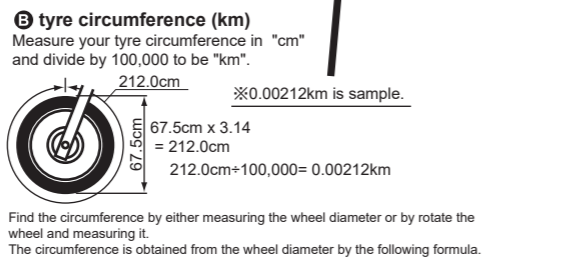 B tyre circumference (km)
Measure your tyre circumference in "cm"
and divide by 100,000 to be "km".
212.0cm
※0.00212km is sample.
67.5cm
67.5cm x 3.14
= 212.0cm
212.0cm÷100,000= 0.00212km
Find the circumference by either measuring the wheel diameter or by rotate the
wheel and measuring it.
The circumference is obtained from the wheel diameter by the following formula.